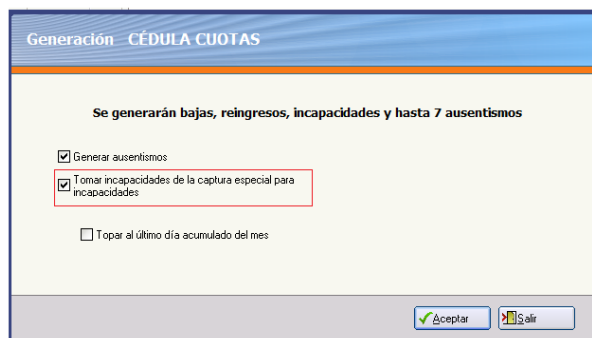 Generación CÉDULA CUOTAS
Se generarán bajas, reingresos, incapacidades y hasta 7 ausentismos
Generar ausentismos
Tomar incapacidades de la captura especial para
incapacidades
Topar al último día acumulado del mes
Aceptar
Salir